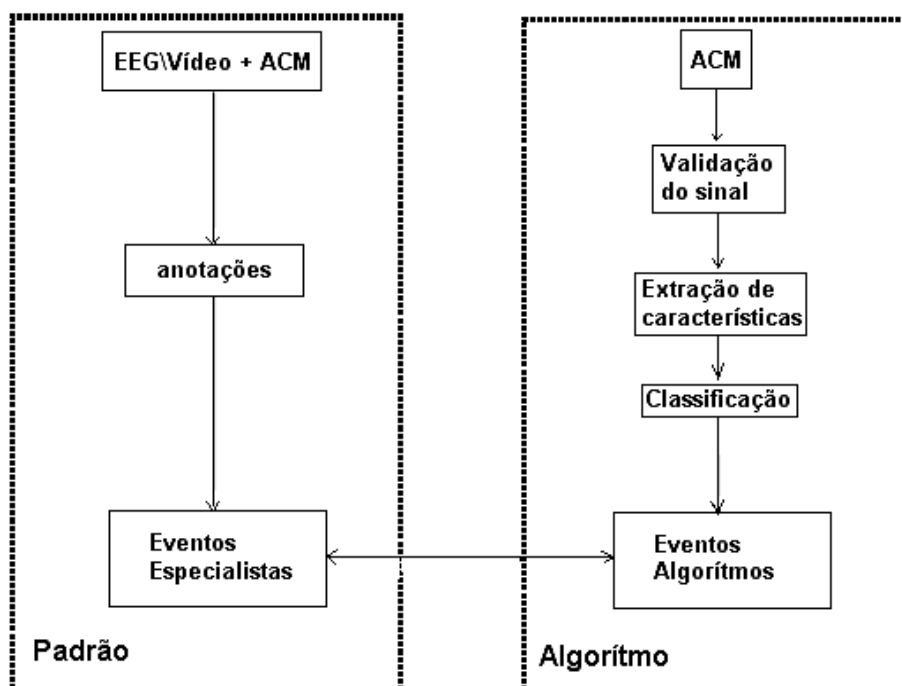 EEG\Vídeo + ACM
anotações
Eventos
Especialistas
Padrão
ACM
Validação
do sinal
Extração de
características
Classificação
Eventos
Algorítmos
Algorítmo